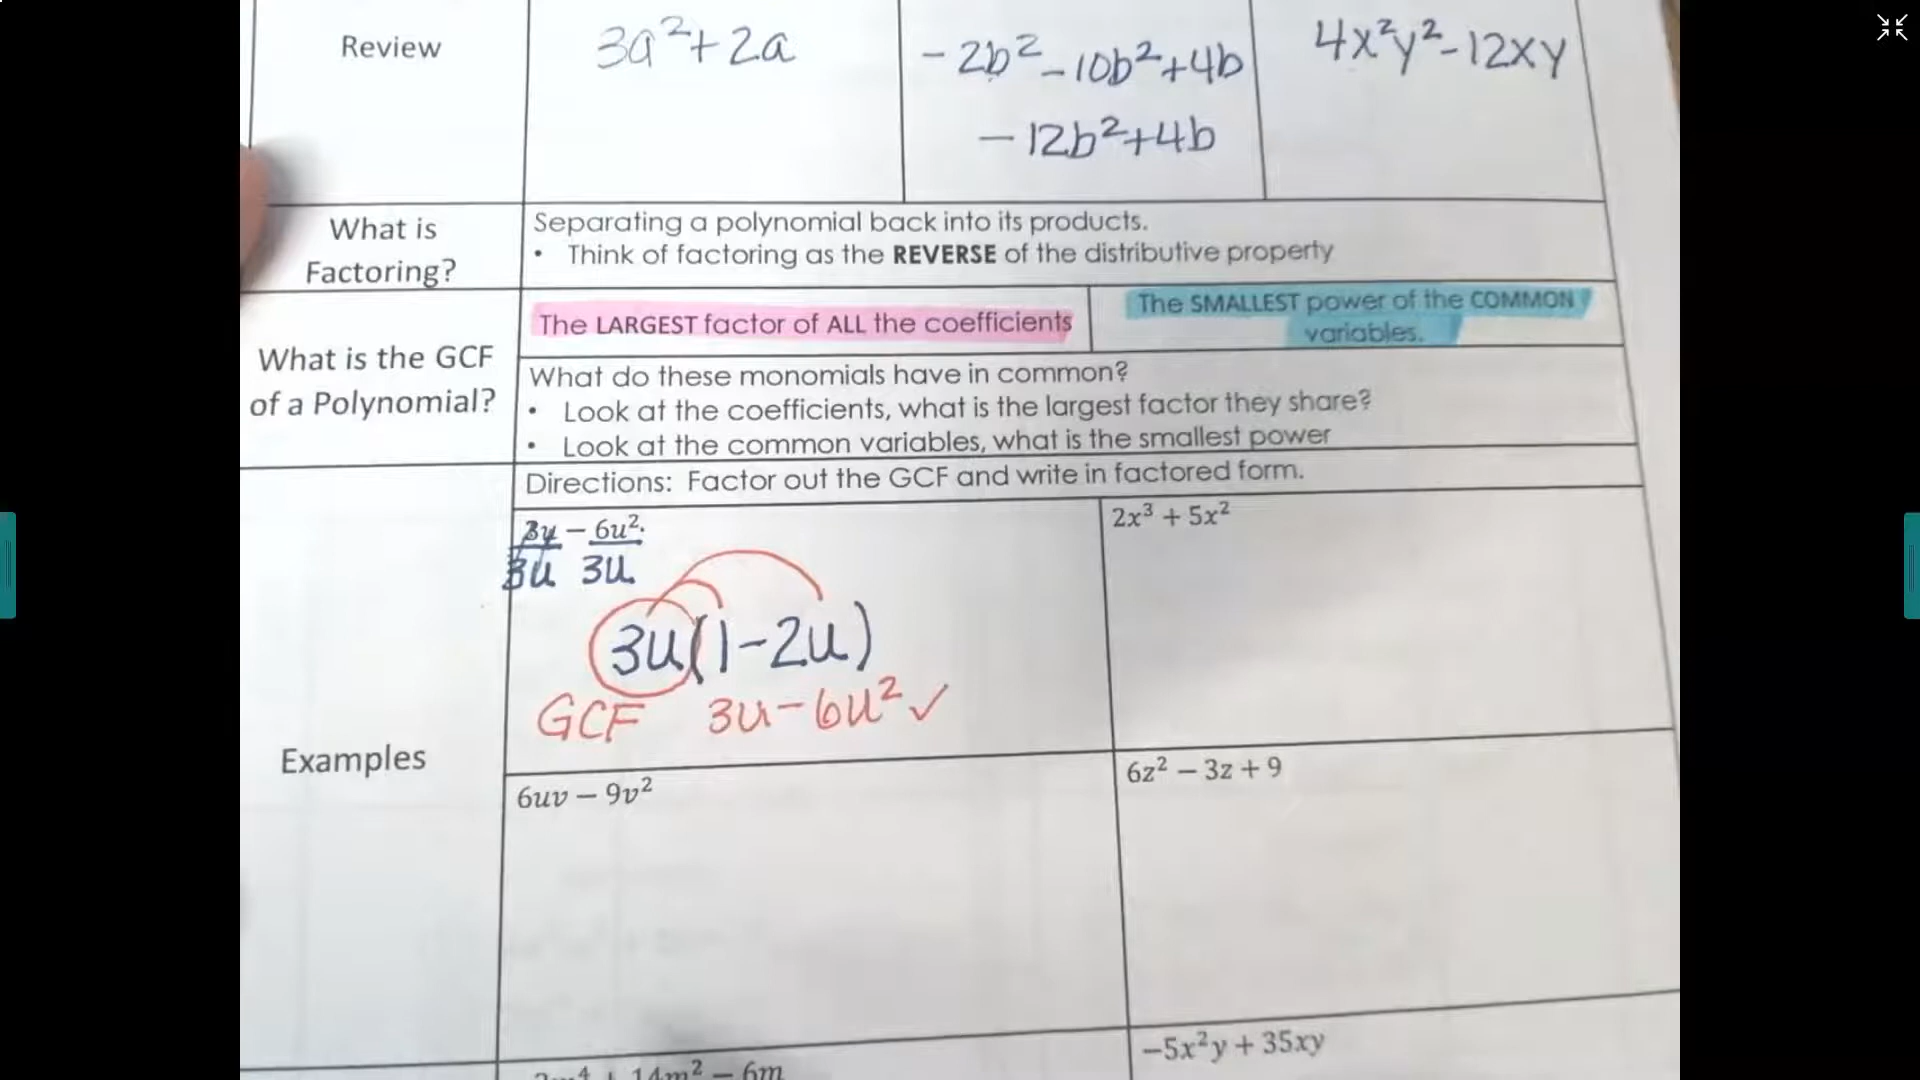 Review
3a²+2a
-2b²-10b²+4b
-12b²+4b
4x²y²-12xy
What is
Factoring?
Separating a polynomial back into its products.
• Think of factoring as the REVERSE of the distributive property
What is the GCF
of a Polynomial?
The LARGEST factor of ALL the coefficients
The SMALLEST power of the COMMON
variables.
What do these monomials have in common?
• Look at the coefficients, what is the largest factor they share?
• Look at the common variables, what is the smallest power
Examples
Directions: Factor out the GCF and write in factored form.
3u – 6u²
3u 3u
3u(1-2u)
GCF 3u-6u² ✓
2x³ + 5x²
6uv – 9v²
6z² – 3z + 9
+ 14m² – 6m
–5x²y + 35xy